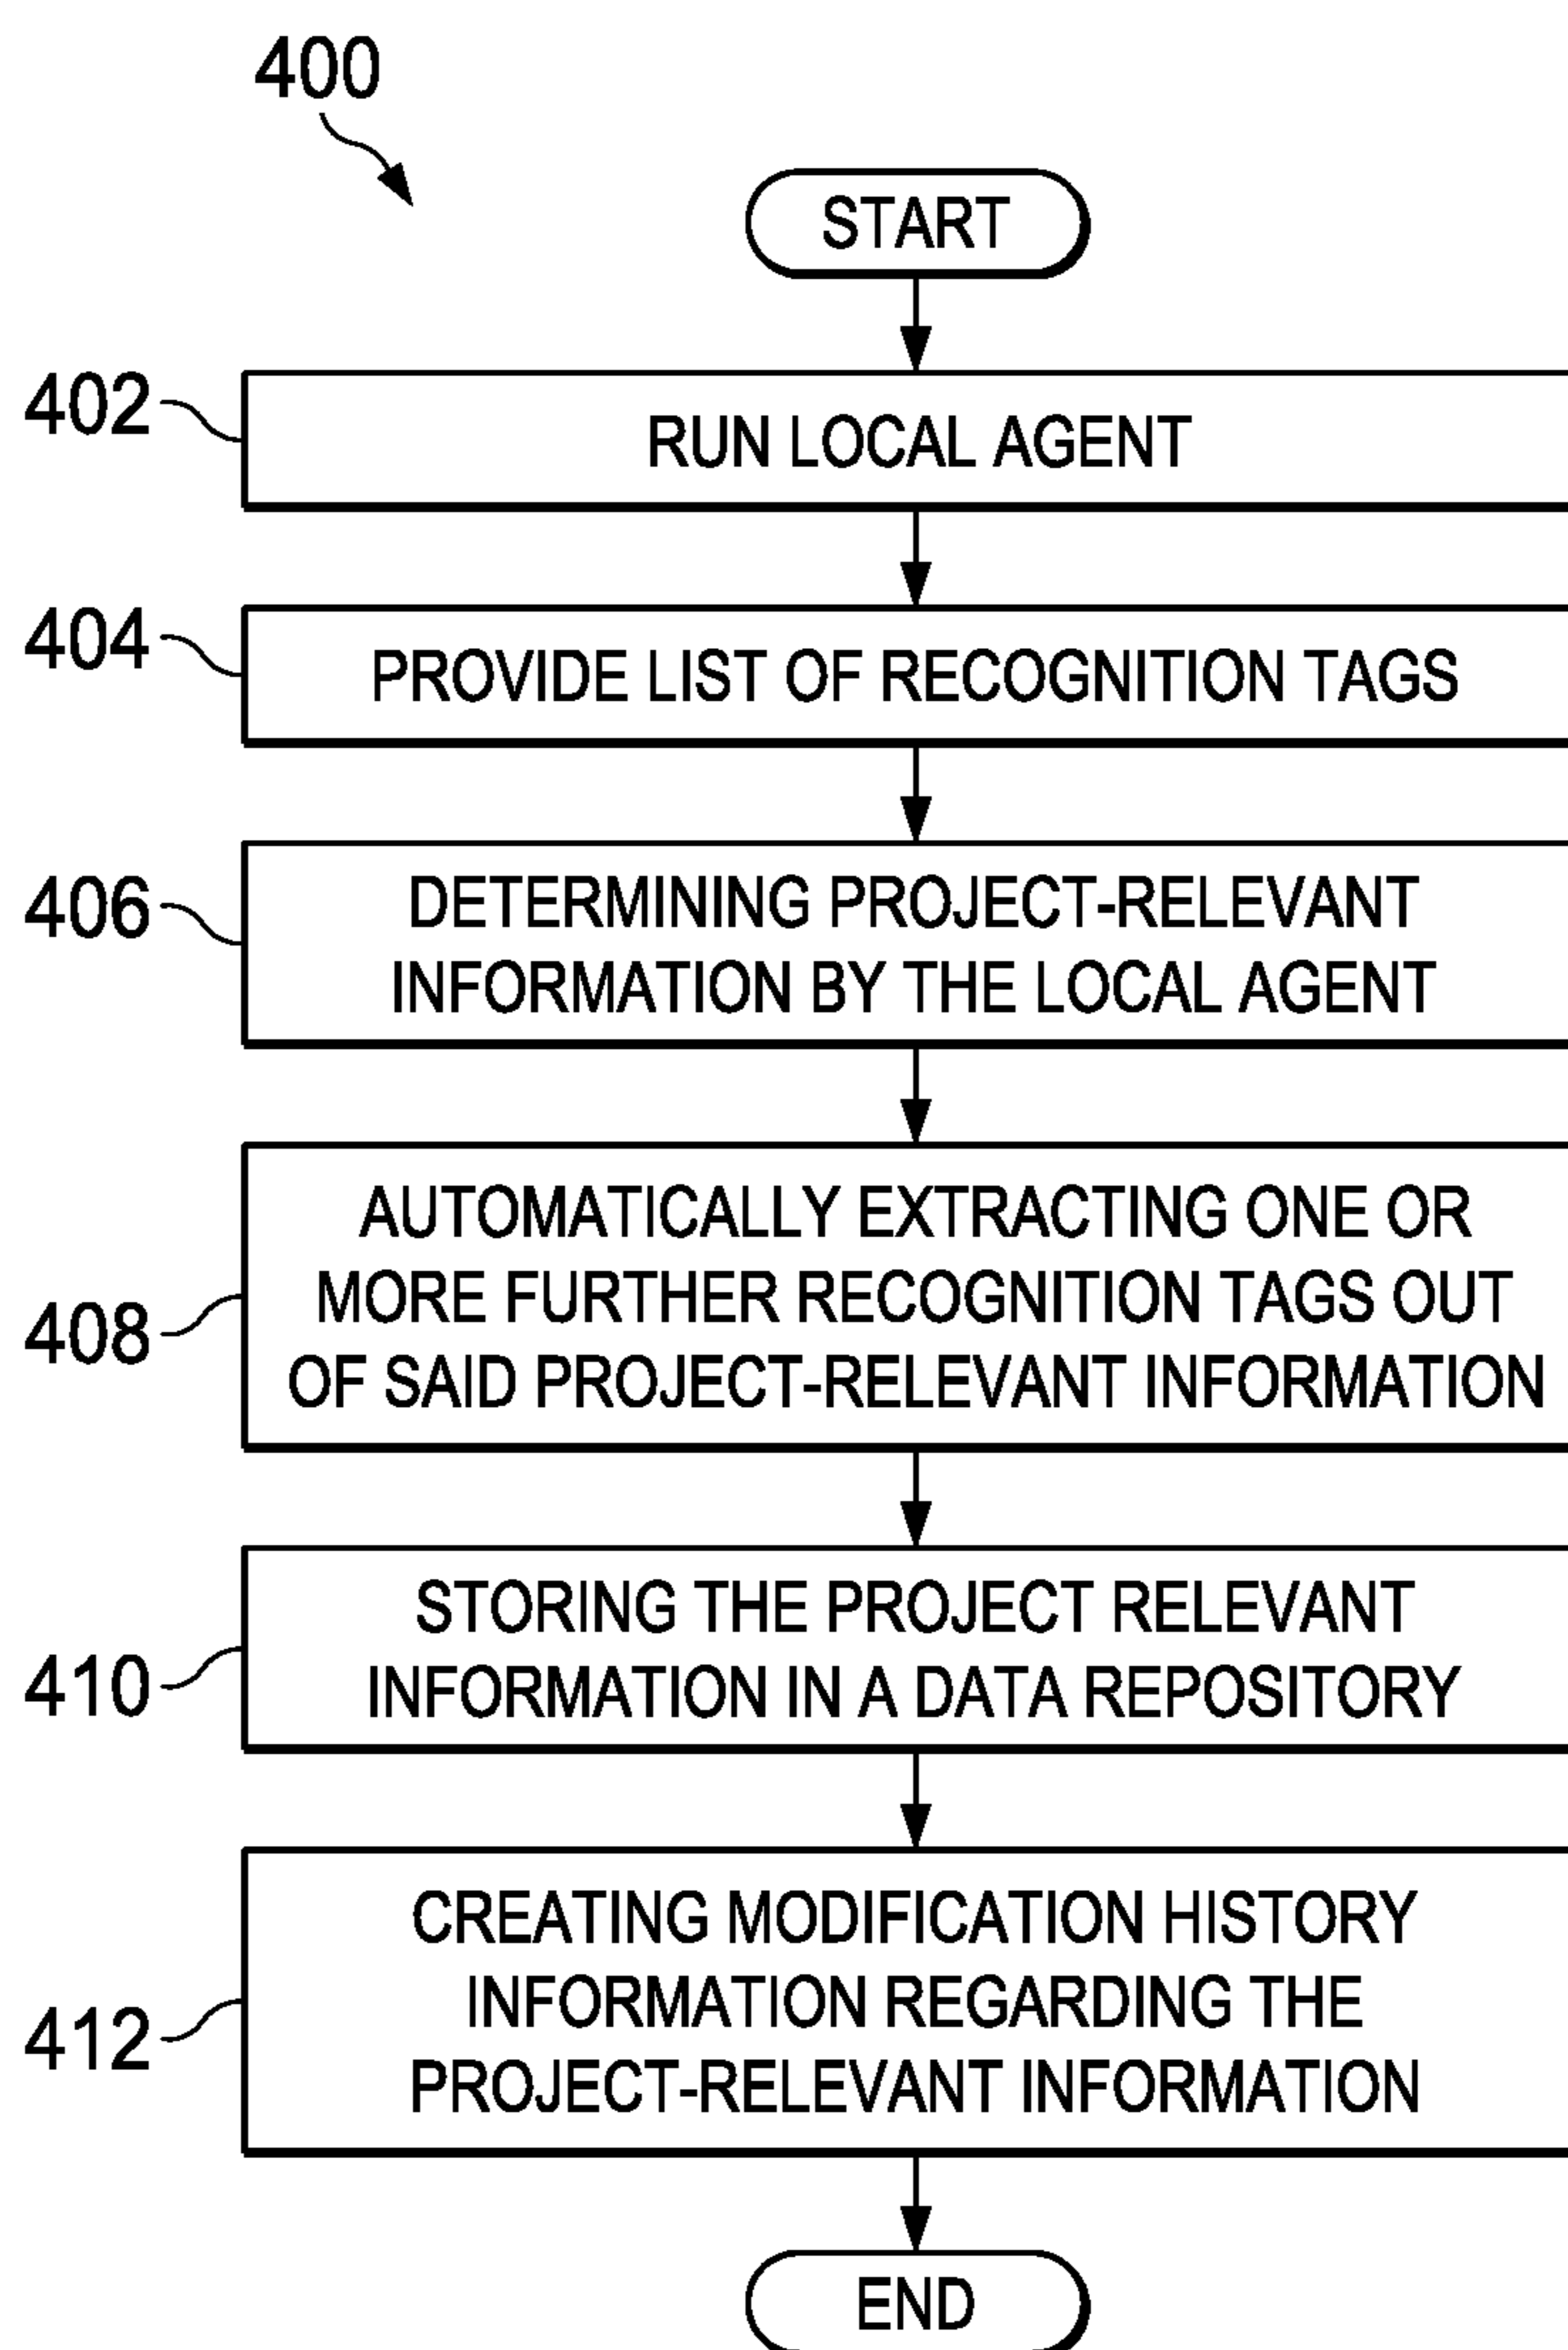 400
START
402
RUN LOCAL AGENT
404
PROVIDE LIST OF RECOGNITION TAGS
406
DETERMINING PROJECT-RELEVANT
INFORMATION BY THE LOCAL AGENT
408
AUTOMATICALLY EXTRACTING ONE OR
MORE FURTHER RECOGNITION TAGS OUT
OF SAID PROJECT-RELEVANT INFORMATION
410
STORING THE PROJECT RELEVANT
INFORMATION IN A DATA REPOSITORY
412
CREATING MODIFICATION HISTORY
INFORMATION REGARDING THE
PROJECT-RELEVANT INFORMATION
END